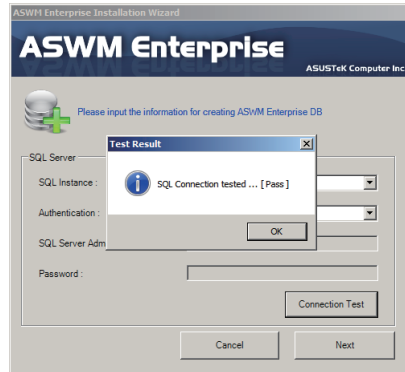 ASWM Enterprise Installation Wizard
ASWM Enterprise
ASUSTeK Computer Inc
Please input the information for creating ASWM Enterprise DB
Test Result
SQL Server
SQL Connection tested ... [ Pass ]
SQL Instance :
Authentication :
OK
SQL Server Adm
Password :
Connection Test
Cancel
Next